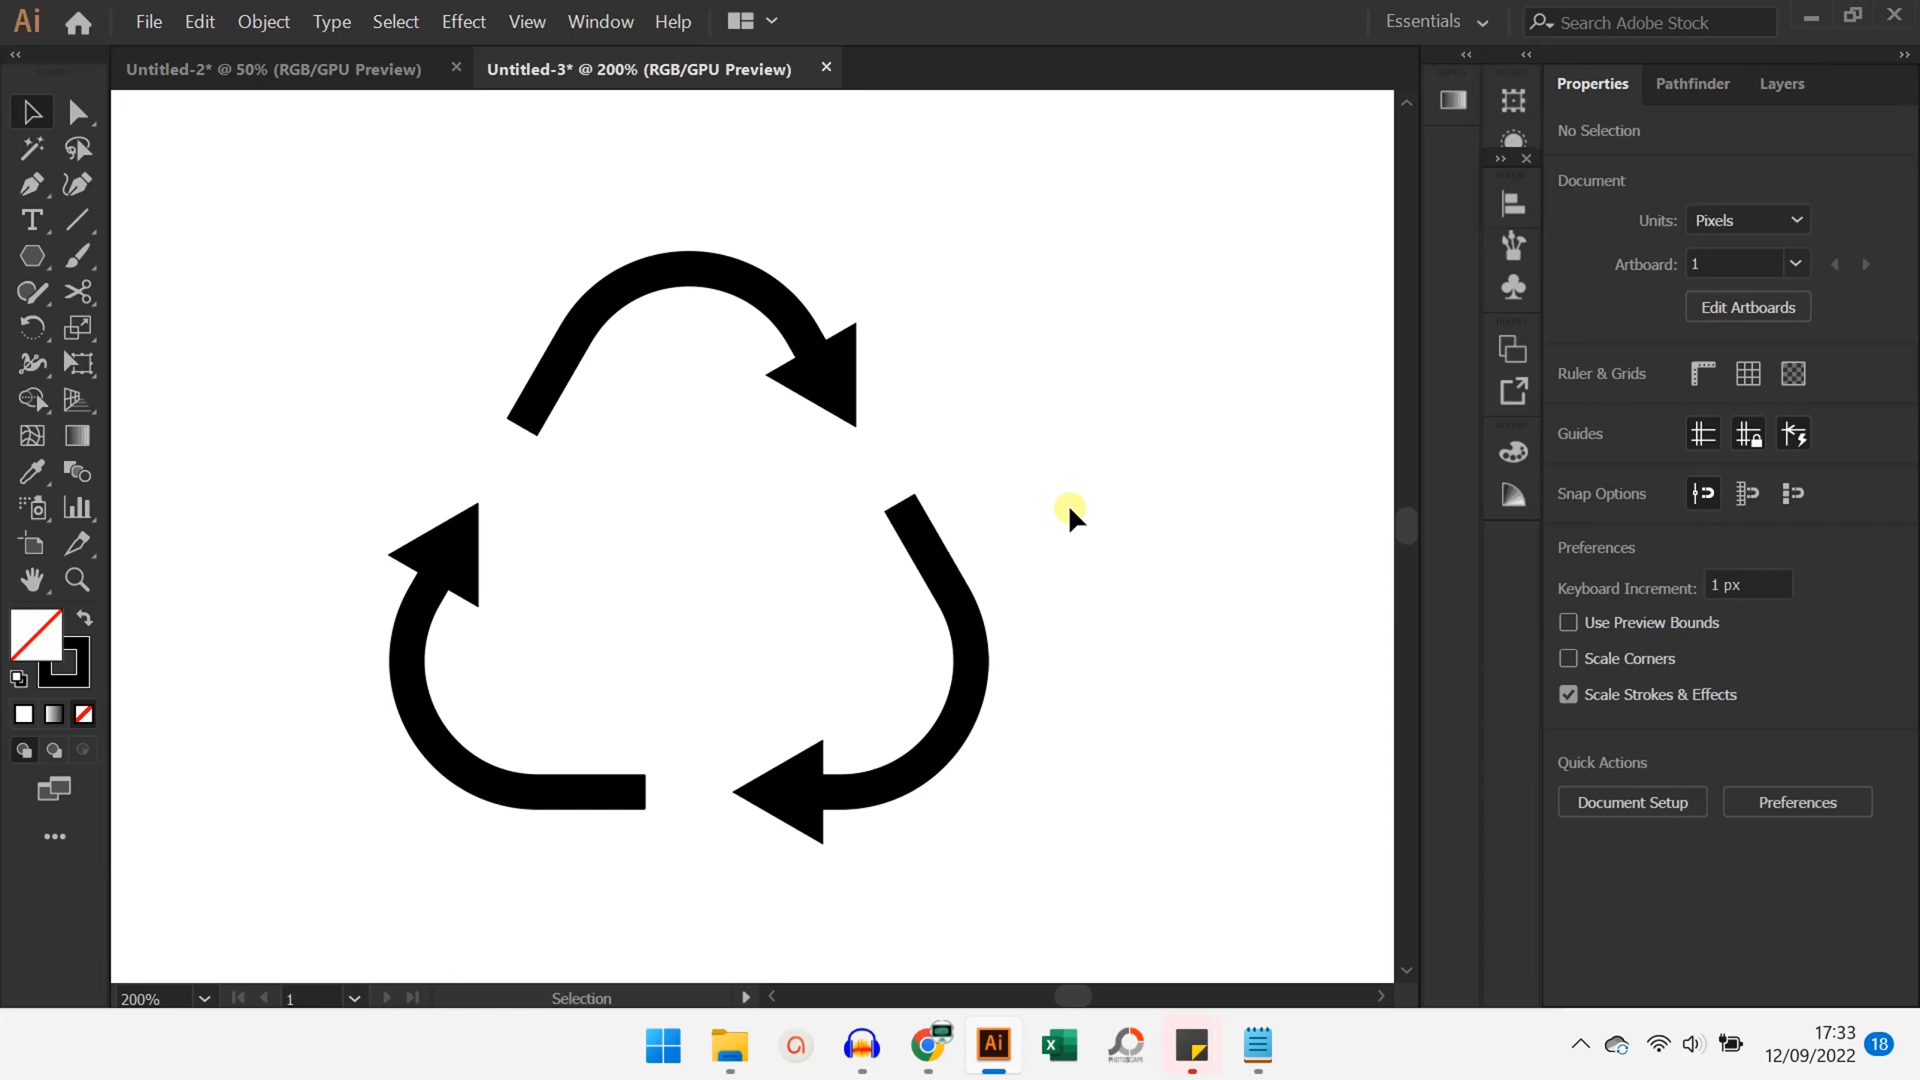 Ai File Edit Object Type Select Effect View Window Help Essentials Search Adobe Stock
Untitled-2* @ 50% (RGB/GPU Preview) Untitled-3* @ 200% (RGB/GPU Preview)
Properties Pathfinder Layers
No Selection
Document
Units: Pixels
Artboard: 1
Edit Artboards
Ruler & Grids
Guides
Snap Options
Preferences
Keyboard Increment: 1 px
Use Preview Bounds
Scale Corners
Scale Strokes & Effects
Quick Actions
Document Setup Preferences
200% 1 Selection
Ai
PHOTOSCAPE
17:33
12/09/2022
18